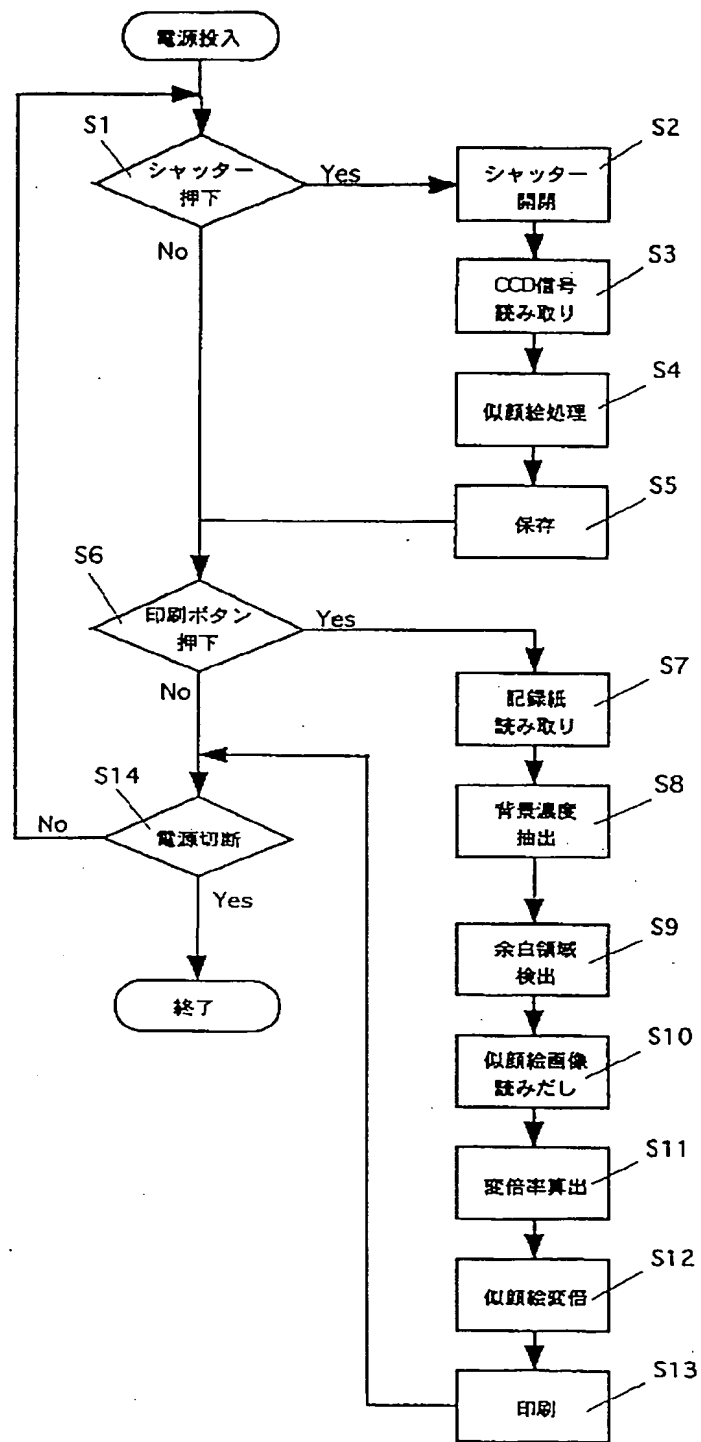 電源投入
S1
シャッター
押下
Yes
No
S2
シャッター
開閉
S3
CCD信号
読み取り
S4
似顔絵処理
S5
保存
S6
印刷ボタン
押下
Yes
No
S7
記録紙
読み取り
S8
背景濃度
抽出
S9
余白領域
検出
S10
似顔絵画像
読みだし
S11
変倍率算出
S12
似顔絵変倍
S13
印刷
S14
電源切断
No
Yes
終了